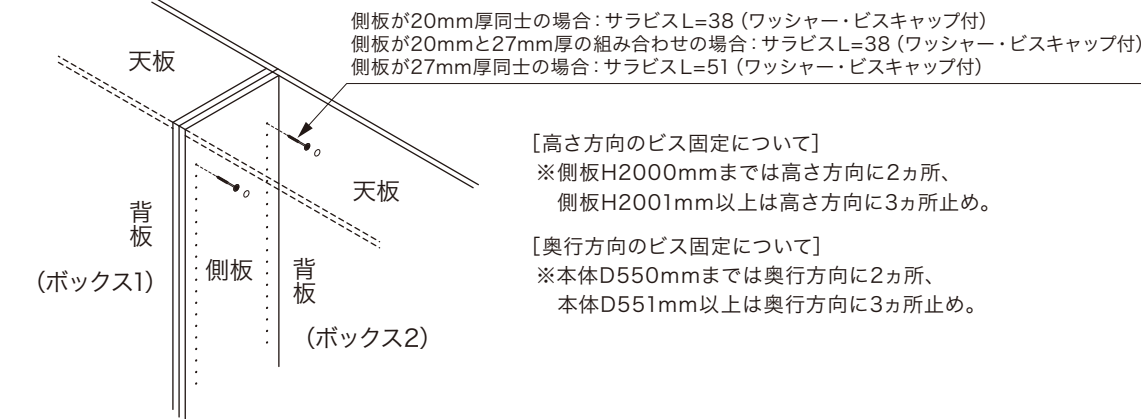 側板が20mm厚同士の場合：サラビスL=38（ワッシャー・ビスキャップ付）
側板が20mmと27mm厚の組み合わせの場合：サラビスL=38（ワッシャー・ビスキャップ付）
側板が27mm厚同士の場合：サラビスL=51（ワッシャー・ビスキャップ付）
天板
天板
［高さ方向のビス固定について］
※側板H2000mmまでは高さ方向に2ヵ所、
側板H2001mm以上は高さ方向に3ヵ所止め。
［奥行方向のビス固定について］
※本体D550mmまでは奥行方向に2ヵ所、
本体D551mm以上は奥行方向に3ヵ所止め。
背板
（ボックス1）
側板
背板
（ボックス2）